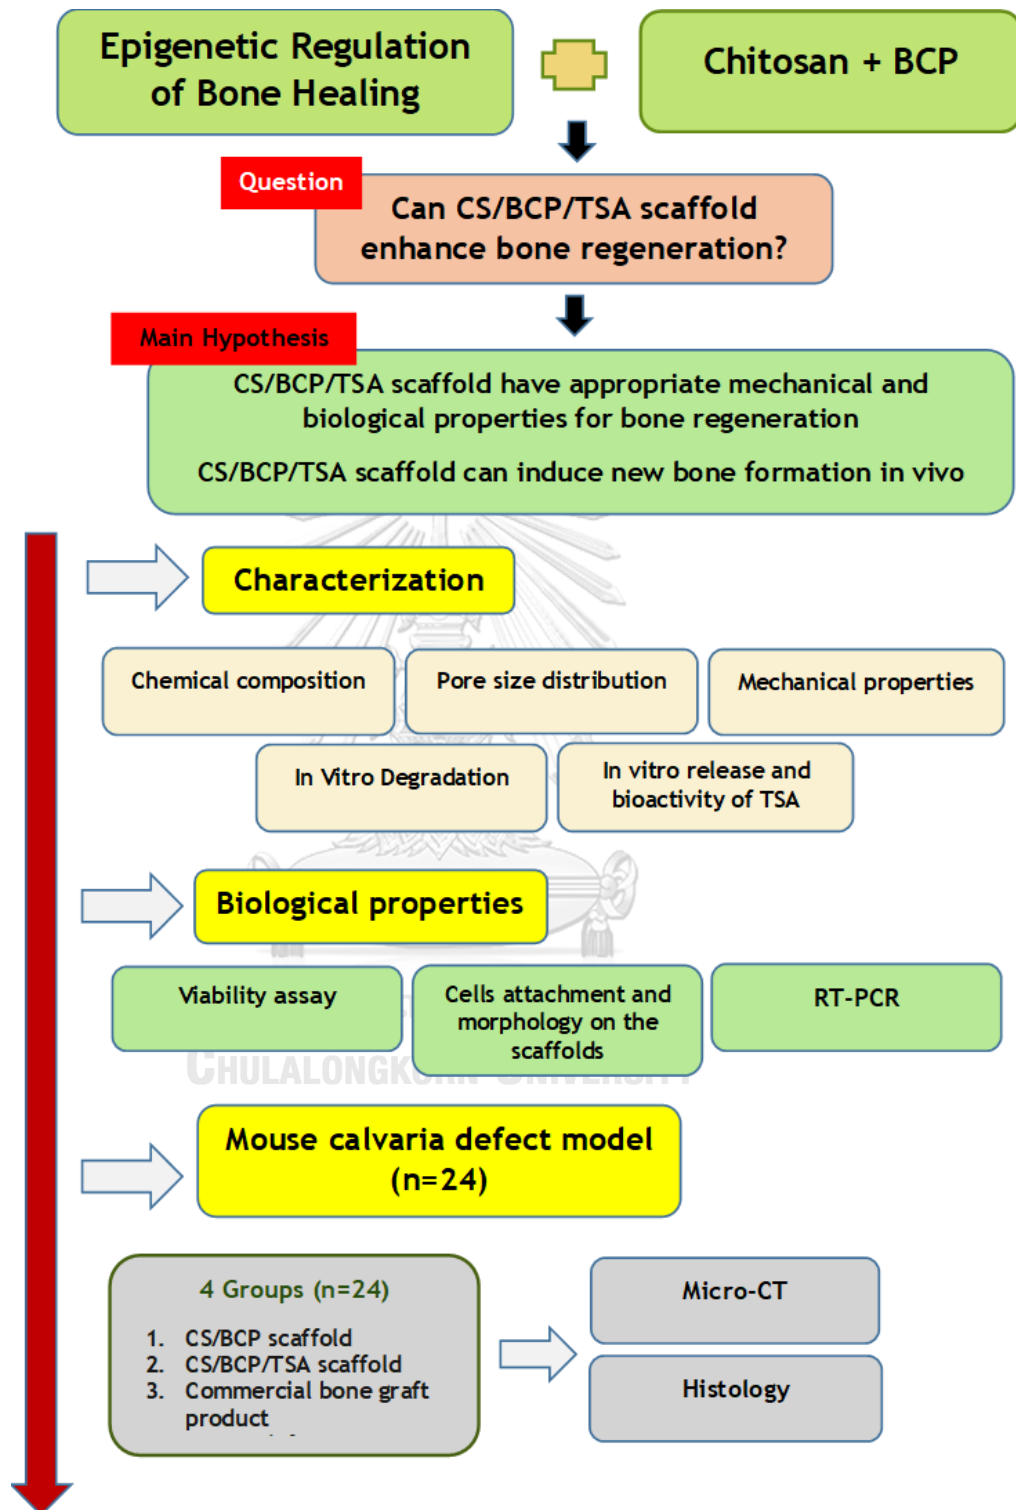 Epigenetic Regulation
of Bone Healing
Chitosan + BCP
Question
Can CS/BCP/TSA scaffold
enhance bone regeneration?
Main Hypothesis
CS/BCP/TSA scaffold have appropriate mechanical and
biological properties for bone regeneration
CS/BCP/TSA scaffold can induce new bone formation in vivo
Characterization
Chemical composition
Pore size distribution
Mechanical properties
In Vitro Degradation
In vitro release and
bioactivity of TSA
Biological properties
Viability assay
Cells attachment and
morphology on the
scaffolds
RT-PCR
CHULALONGKORN UNIVERSITY
Mouse calvaria defect model
(n=24)
4 Groups (n=24)
1. CS/BCP scaffold
2. CS/BCP/TSA scaffold
3. Commercial bone graft
product
Micro-CT
Histology